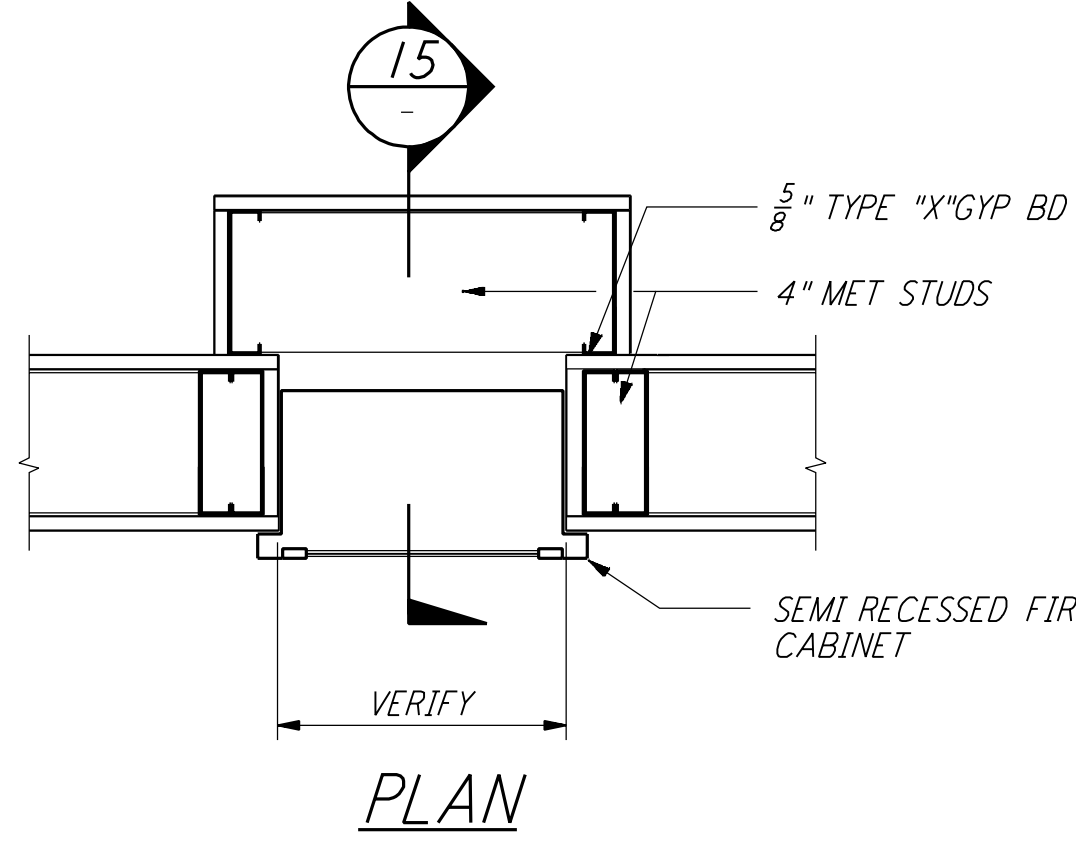 15
-
5/8" TYPE "X"GYP BD
4" MET STUDS
SEMI RECESSED FIR
CABINET
VERIFY
PLAN